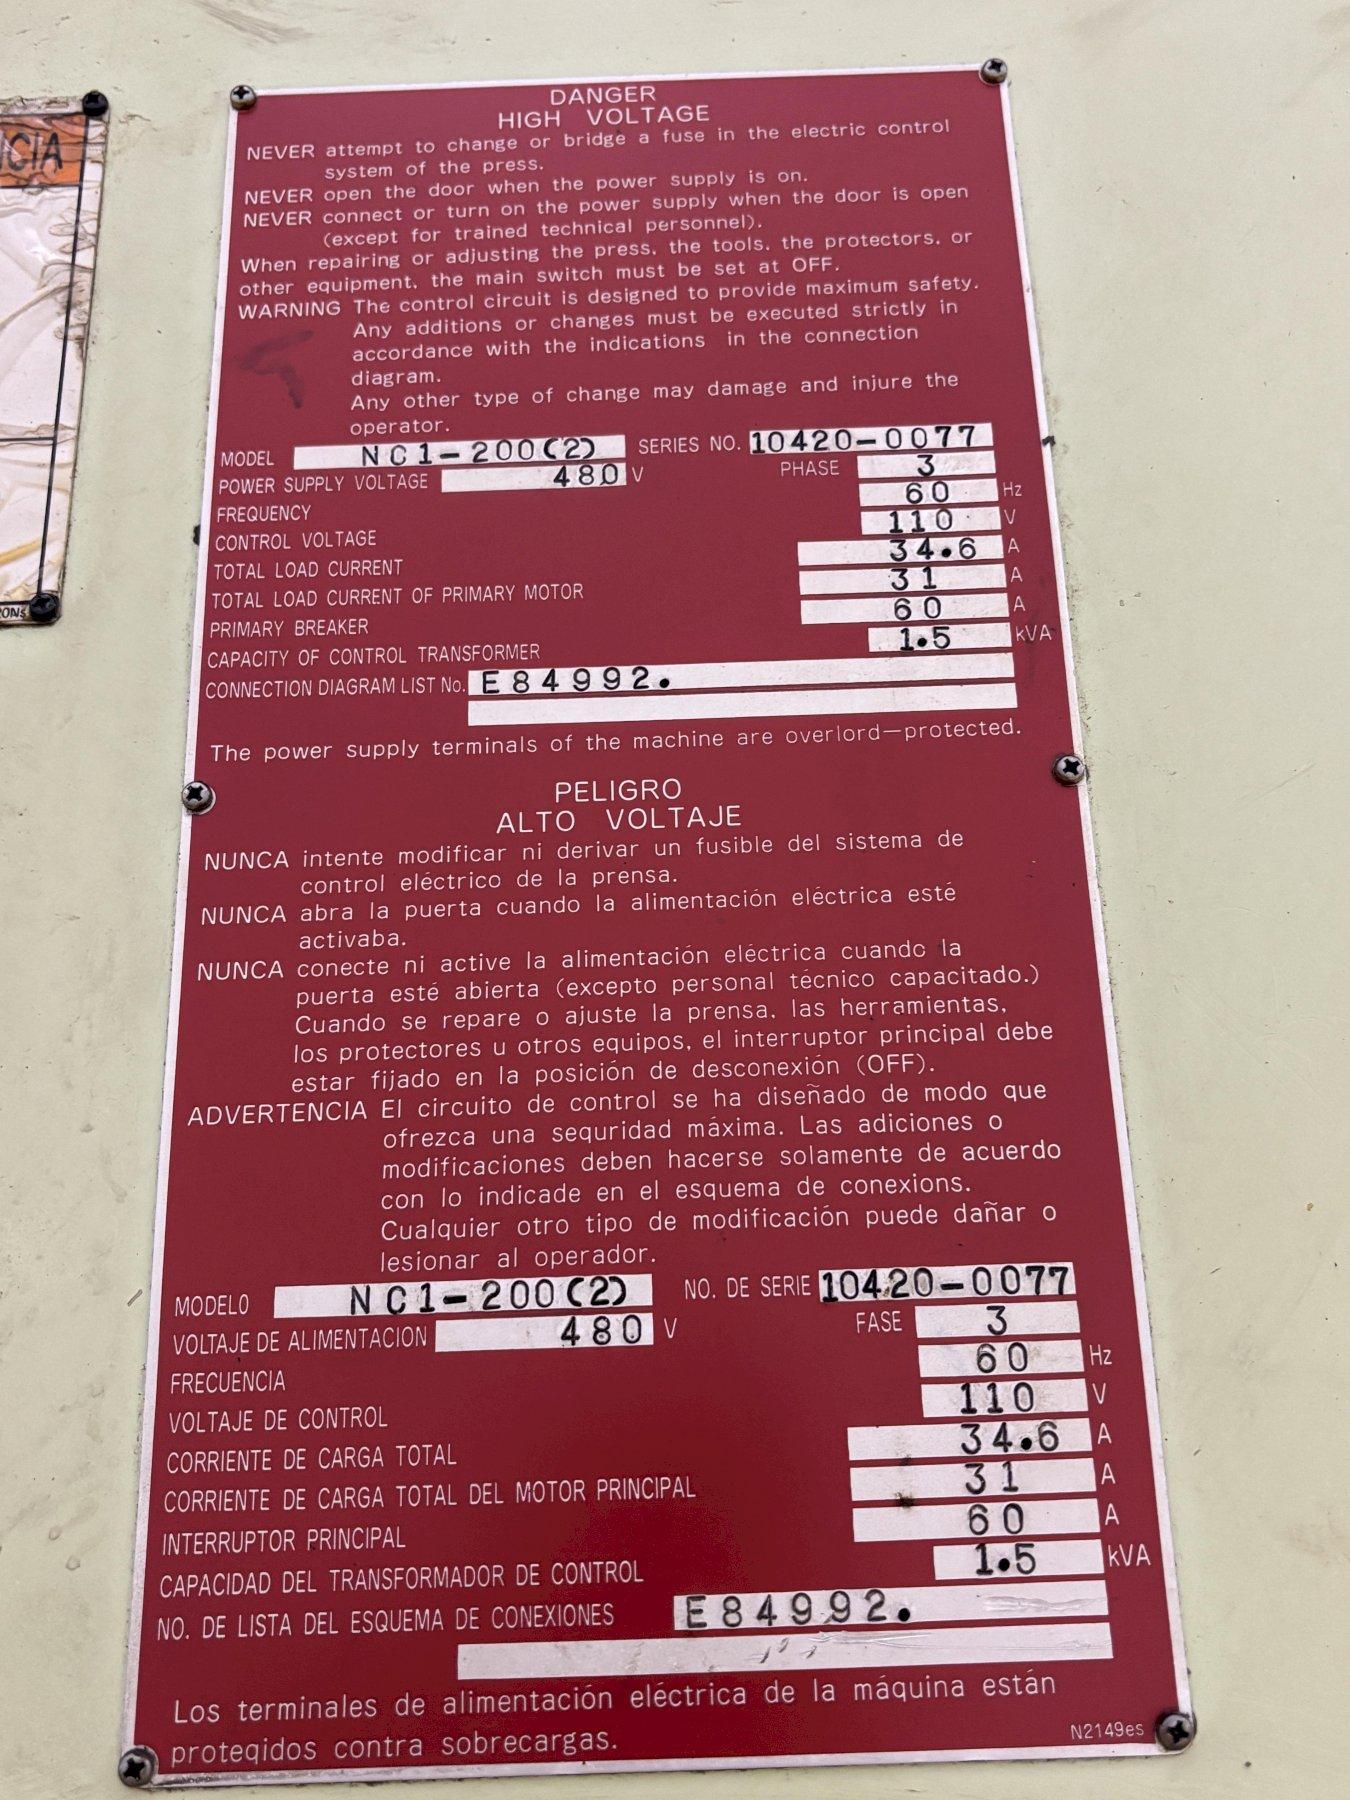 CIA
DANGER
HIGH VOLTAGE
NEVER attempt to change or bridge a fuse in the electric control
system of the press.
NEVER open the door when the power supply is on.
NEVER connect or turn on the power supply when the door is open
(except for trained technical personnel).
When repairing or adjusting the press, the tools, the protectors, or
other equipment, the main switch must be set at OFF.
WARNING The control circuit is designed to provide maximum safety.
Any additions or changes must be executed strictly in
accordance with the indications in the connection
diagram.
Any other type of change may damage and injure the
operator.
MODEL NC1-200(2) SERIES NO. 10420-0077
POWER SUPPLY VOLTAGE 480 V PHASE 3
FREQUENCY 60 Hz
CONTROL VOLTAGE 110 V
TOTAL LOAD CURRENT 34.6 A
TOTAL LOAD CURRENT OF PRIMARY MOTOR 31 A
PRIMARY BREAKER 60 A
CAPACITY OF CONTROL TRANSFORMER 1.5 kVA
CONNECTION DIAGRAM LIST No. E84992.
The power supply terminals of the machine are overlord-protected.
PELIGRO
ALTO VOLTAJE
NUNCA intente modificar ni derivar un fusible del sistema de
control eléctrico de la prensa.
NUNCA abra la puerta cuando la alimentación eléctrica esté
activaba.
NUNCA conecte ni active la alimentación eléctrica cuando la
puerta esté abierta (excepto personal técnico capacitado.)
Cuando se repare o ajuste la prensa, las herramientas,
los protectores u otros equipos, el interruptor principal debe
estar fijado en la posición de desconexión (OFF).
ADVERTENCIA El circuito de control se ha diseñado de modo que
ofrezca una sequridad máxima. Las adiciones o
modificaciones deben hacerse solamente de acuerdo
con lo indicade en el esquema de conexions.
Cualquier otro tipo de modificación puede dañar o
lesionar al operador.
MODELO NC1-200(2) NO. DE SERIE 10420-0077
VOLTAJE DE ALIMENTACION 480 V FASE 3
FRECUENCIA 60 Hz
VOLTAJE DE CONTROL 110 V
CORRIENTE DE CARGA TOTAL 34.6 A
CORRIENTE DE CARGA TOTAL DEL MOTOR PRINCIPAL 31 A
INTERRUPTOR PRINCIPAL 60 A
CAPACIDAD DEL TRANSFORMADOR DE CONTROL 1.5 kVA
NO. DE LISTA DEL ESQUEMA DE CONEXIONES E84992.
Los terminales de alimentación eléctrica de la máquina están
proteqidos contra sobrecargas.
N2149es